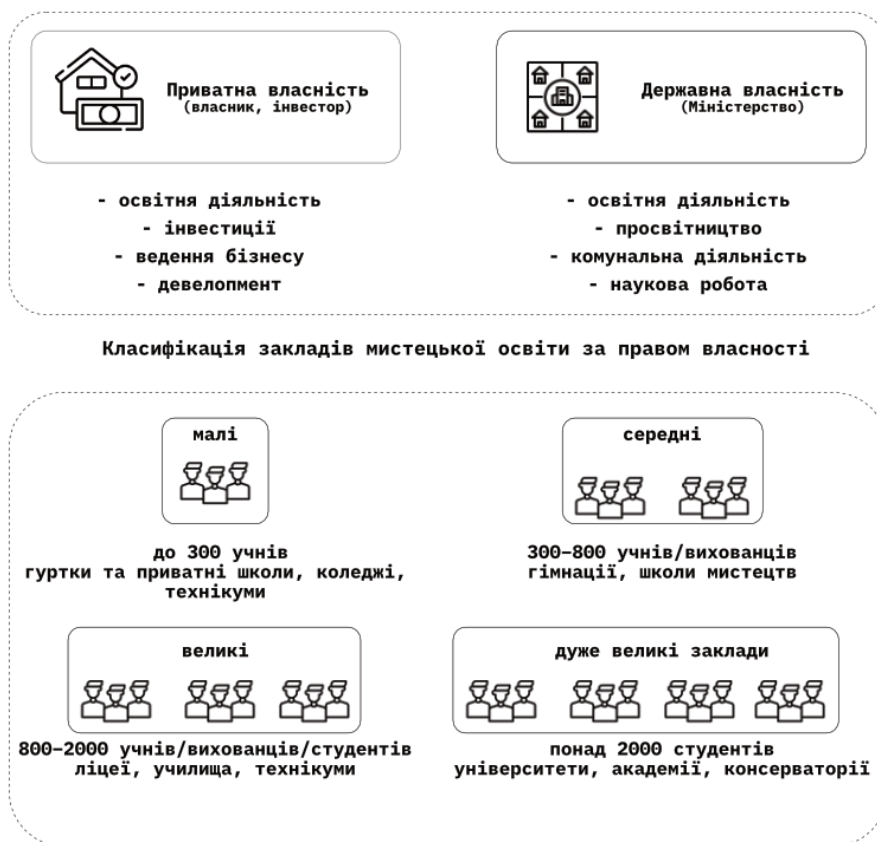 Приватна власність
(власник, інвестор)
Державна власність
(Міністерство)
- освітня діяльність
- інвестиції
- ведення бізнесу
- девелопмент
- освітня діяльність
- просвітництво
- комунальна діяльність
- наукова робота
Класифікація закладів мистецької освіти за правом власності
малі
до 300 учнів
гуртки та приватні школи, коледжі,
технікуми
середні
300–800 учнів/вихованців
гімнації, школи мистецтв
великі
800–2000 учнів/вихованців/студентів
ліцеї, училища, технікуми
дуже великі заклади
понад 2000 студентів
університети, академії, консерваторії